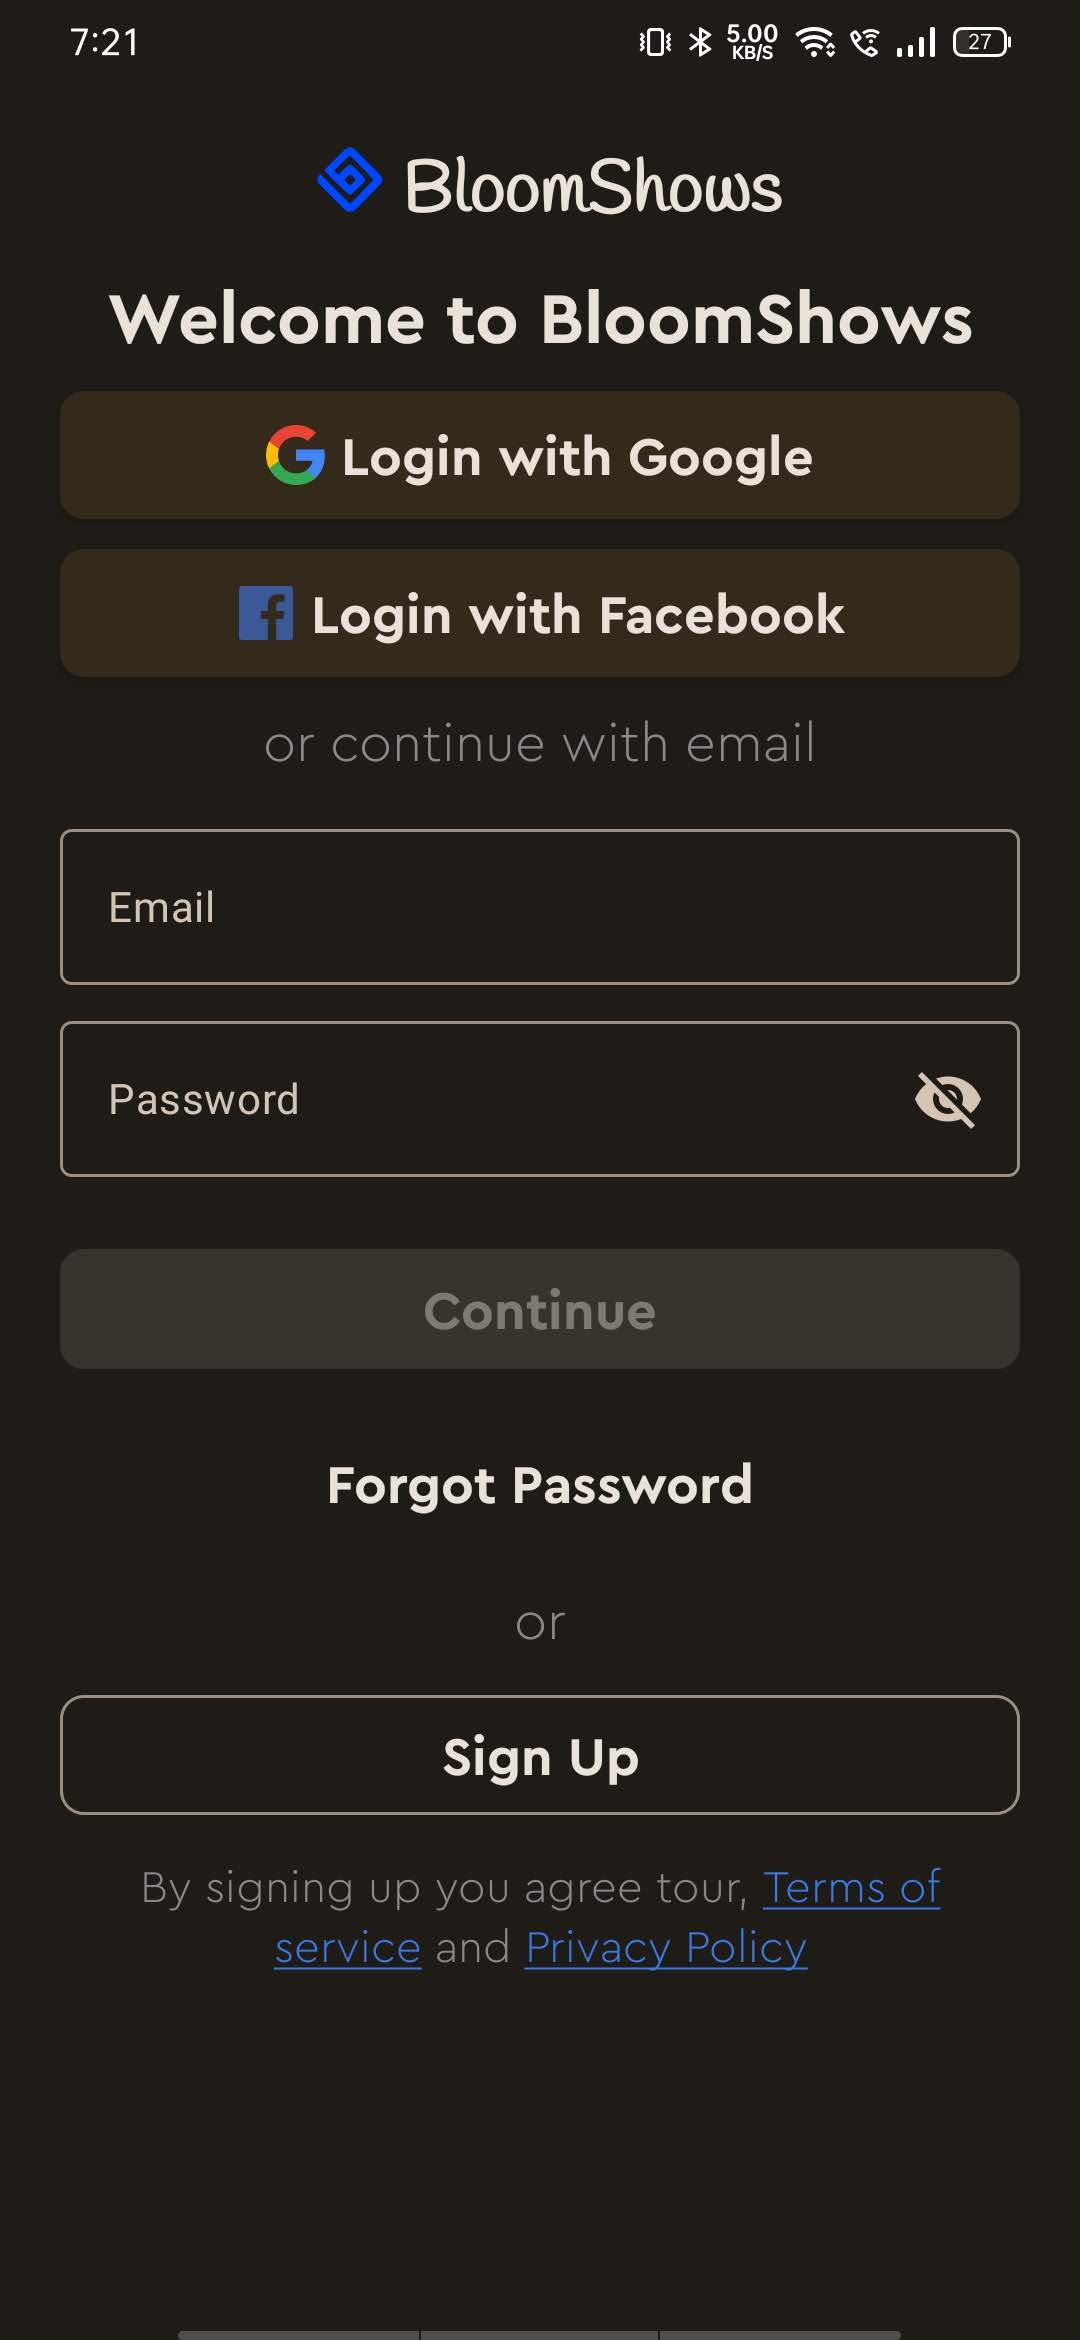 7:21
5.00
KB/S
27
BloomShows
Welcome to BloomShows
Login with Google
Login with Facebook
or continue with email
Email
Password
Continue
Forgot Password
or
Sign Up
By signing up you agree tour, Terms of
service and Privacy Policy